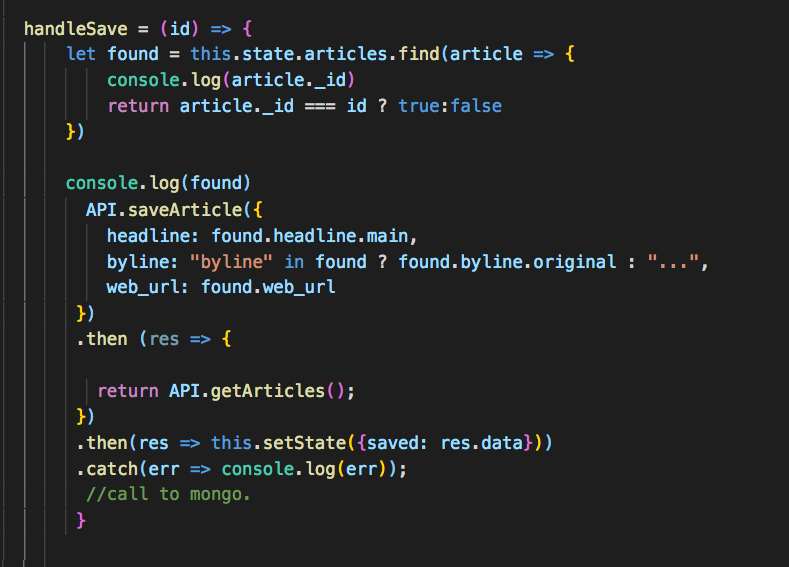 handleSave = (id) => {
let found = this.state.articles.find(article => {
console.log(article._id)
return article._id === id ? true:false
})
console.log(found)
API.saveArticle({
headline: found.headline.main,
byline: "byline" in found ? found.byline.original : "...",
web_url: found.web_url
})
.then (res => {
return API.getArticles();
})
.then(res => this.setState({saved: res.data}))
.catch(err => console.log(err));
//call to mongo.
}